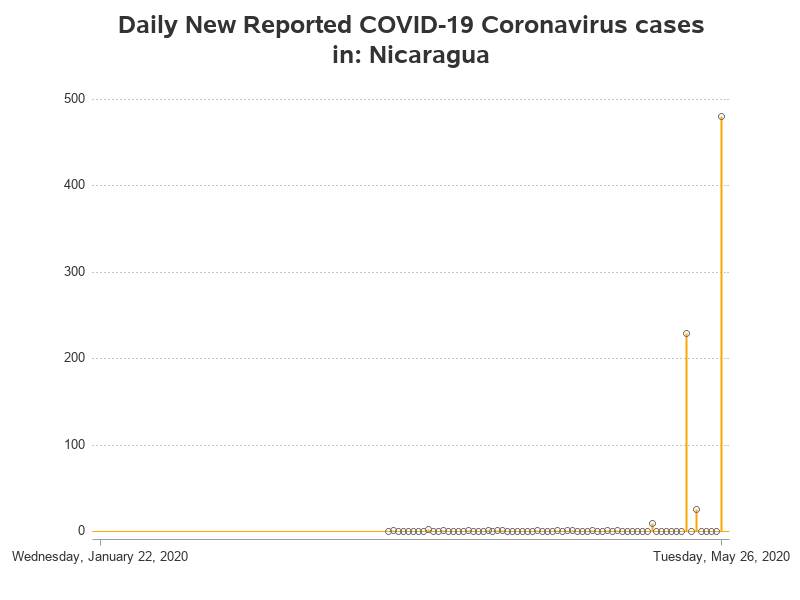 Daily New Reported COVID-19 Coronavirus cases
in: Nicaragua
500
400
300
200
100
0
Wednesday, January 22, 2020
Tuesday, May 26, 2020